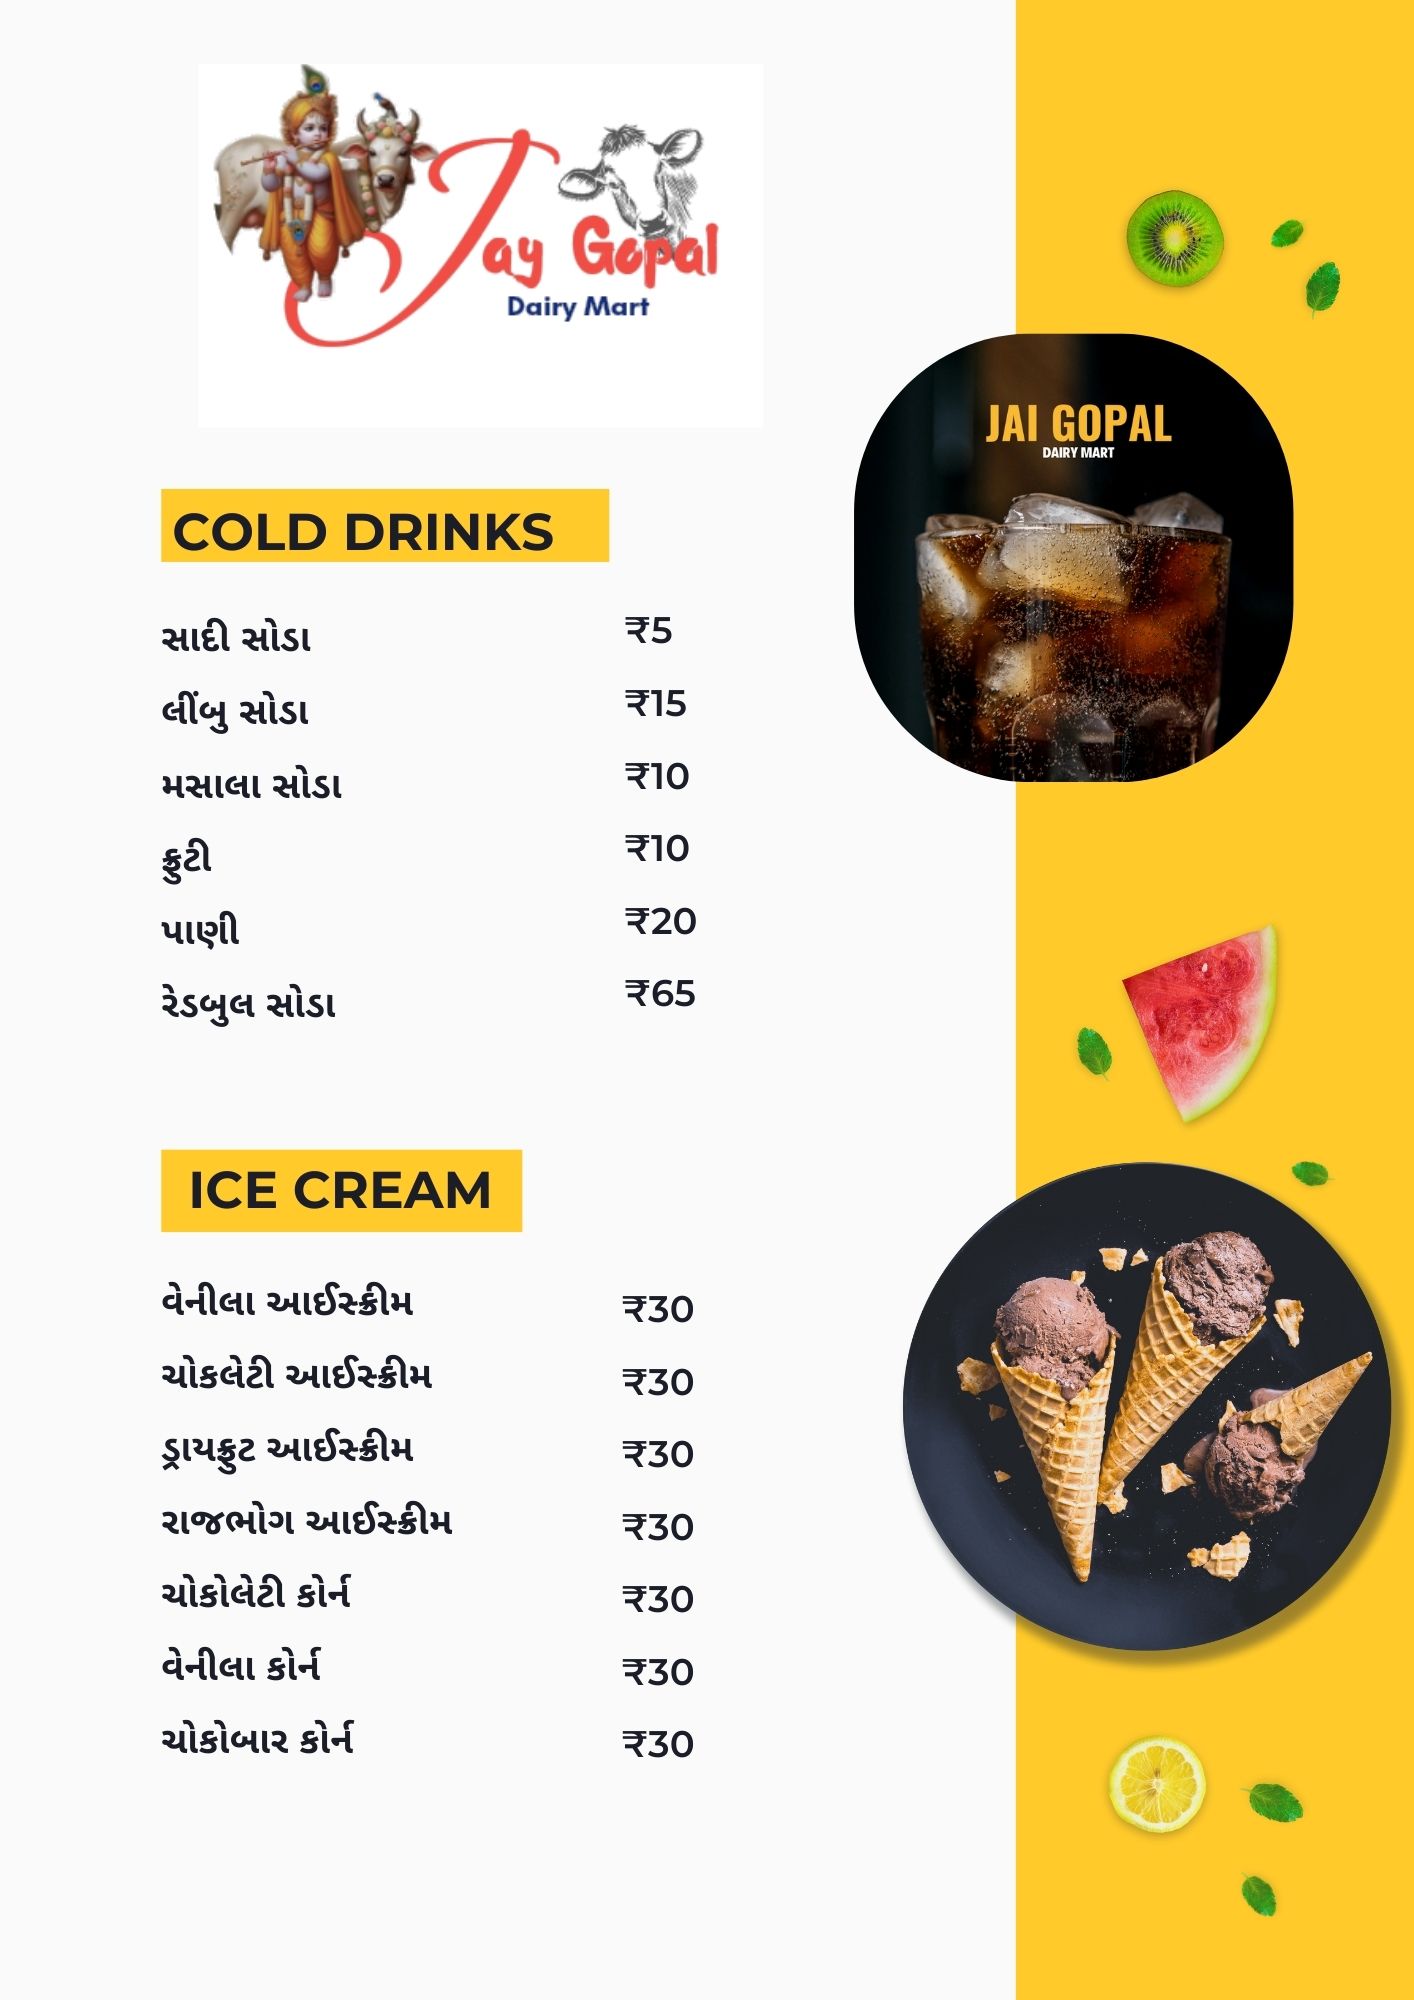 Jay Gopal
Dairy Mart
JAI GOPAL
DAIRY MART
COLD DRINKS
સાદી સોડા ₹5
લીંબુ સોડા ₹15
મસાલા સોડા ₹10
ફ્રુટી ₹10
પાણી ₹20
રેડબુલ સોડા ₹65
ICE CREAM
વેનીલા આઈસ્ક્રીમ ₹30
ચોકલેટી આઈસ્ક્રીમ ₹30
ડ્રાયફ્રુટ આઈસ્ક્રીમ ₹30
રાજભોગ આઈસ્ક્રીમ ₹30
ચોકોલેટી કોર્ન ₹30
વેનીલા કોર્ન ₹30
ચોકોબાર કોર્ન ₹30